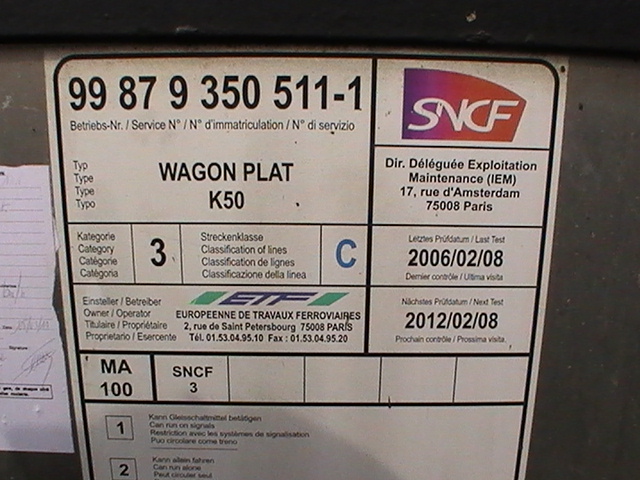 99 87 9 350 511-1
Betriebs-Nr. / Service N° / N° d'immatriculation / N° di servizio
SNCF
Typ
Type
Type
Typo
WAGON PLAT
K50
Dir. Déléguée Exploitation
Maintenance (IEM)
17, rue d'Amsterdam
75008 Paris
Kategorie
Category
Catégorie
Catégoria
3
Streckenklasse
Classification of lines
Classification de lignes
Classificazione della linea
C
Letztes Prüfdatum / Last Test
2006/02/08
Dernier contrôle / Ultima visita
Einsteller / Betreiber
Owner / Operator
Titulaire / Propriétaire
Proprietario / Esercente
ETF
EUROPEENNE DE TRAVAUX FERROVIAIRES
2, rue de Saint Petersbourg 75008 PARIS
Tél. 01.53.04.95.10 Fax : 01.53.04.95.20
Nächstes Prüfdatum / Next Test
2012/02/08
Prochain contrôle / Prossima visita
MA
100
SNCF
3
1
Kann Gleisschaltmittel betätigen
Can run on signals
Restriction avec les systèmes de signalisation
Puo circolare come treno
2
Kann allein fahren
Can run alone
Peut circuler seul
Signature